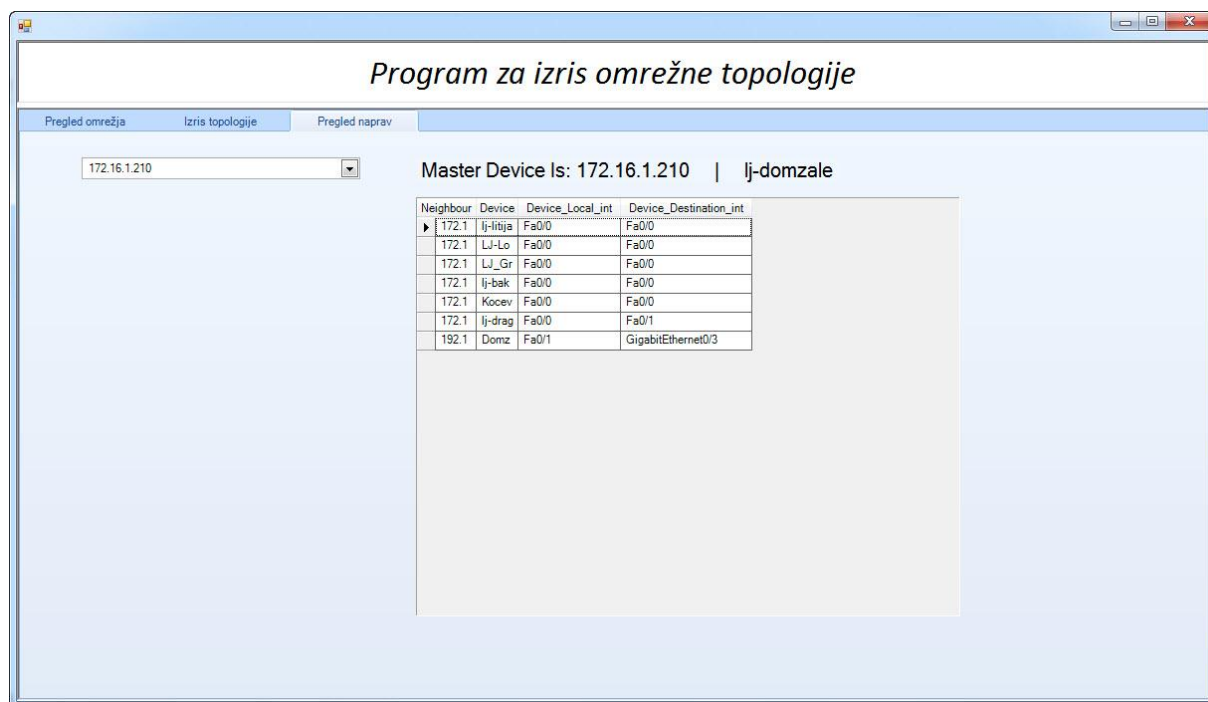 Program za izris omrežne topologije
Pregled omrežja Izris topologije Pregled naprav
172.16.1.210
Master Device Is: 172.16.1.210 | lj-domzale
Neighbour Device Device_Local_int Device_Destination_int
172.1 lj-litija Fa0/0 Fa0/0
172.1 LJ-Lo Fa0/0 Fa0/0
172.1 LJ_Gr Fa0/0 Fa0/0
172.1 lj-bak Fa0/0 Fa0/0
172.1 Kocev Fa0/0 Fa0/0
172.1 lj-drag Fa0/0 Fa0/1
192.1 Domz Fa0/1 GigabitEthernet0/3